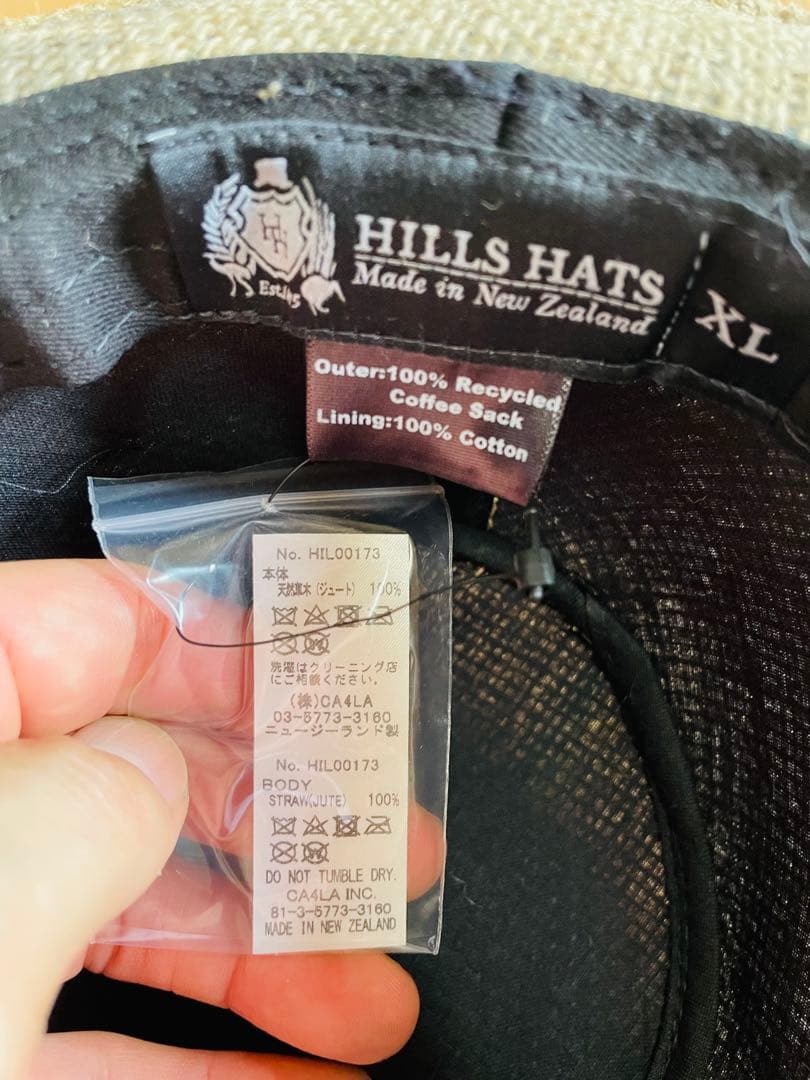 HH
HILLS HATS
Made in New Zealand
XL
Outer:100% Recycled
Coffee Sack
Lining:100% Cotton
No. HIL00173
本体
天然草木(ジュート) 100%
洗濯はクリーニング店
にご相談ください。
(株)CA4LA
03-5773-3160
ニュージーランド製
No. HIL00173
BODY
STRAW(JUTE) 100%
DO NOT TUMBLE DRY.
CA4LA INC.
81-3-5773-3160
MADE IN NEW ZEALAND